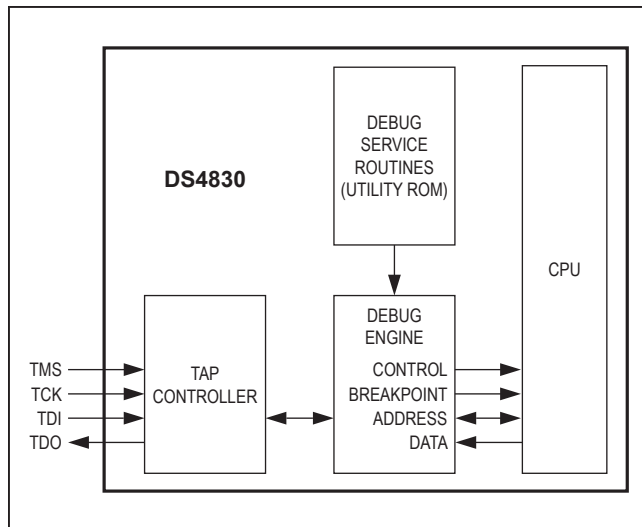 DEBUG
SERVICE
ROUTINES
(UTILITY ROM)
DS4830
CPU
DEBUG
ENGINE
TMS
TCK
TDI
TDO
TAP
CONTROLLER
CONTROL
BREAKPOINT
ADDRESS
DATA